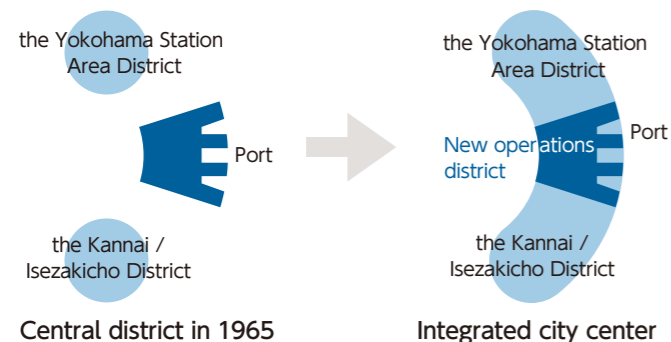 the Yokohama Station
Area District
Port
the Kannai /
Isezakicho District
Central district in 1965
the Yokohama Station
Area District
New operations
district
Port
the Kannai /
Isezakicho District
Integrated city center